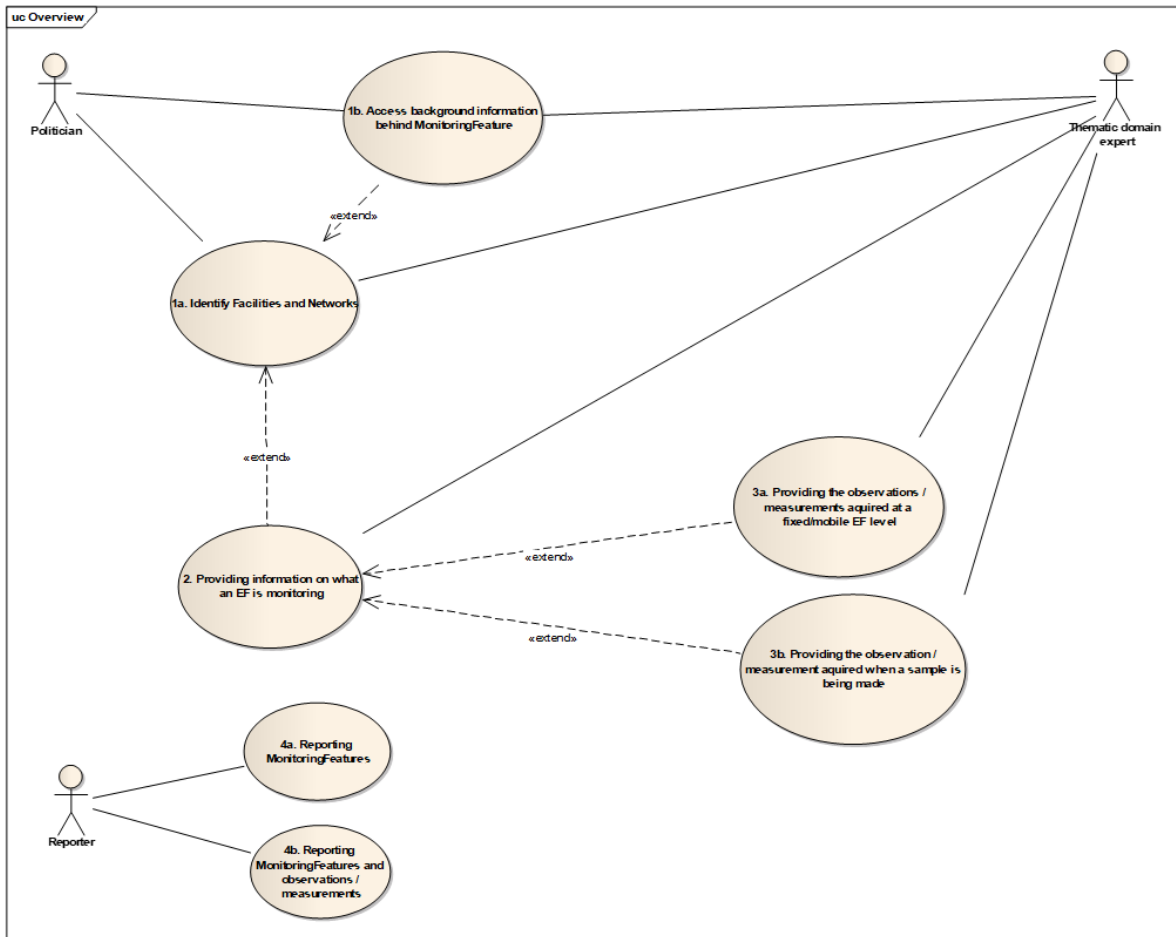 uc Overview
Politician
1b. Access background information
behind MonitoringFeature
Thematic domain
expert
«extend»
1a. Identify Facilities and Networks
«extend»
3a. Providing the observations /
measurements aquired at a
fixed/mobile EF level
«extend»
2. Providing information on what
an EF is monitoring
«extend»
3b. Providing the observation /
measurement aquired when a sample is
being made
4a. Reporting
MonitoringFeatures
Reporter
4b. Reporting
MonitoringFeatures and
observations /
measurements